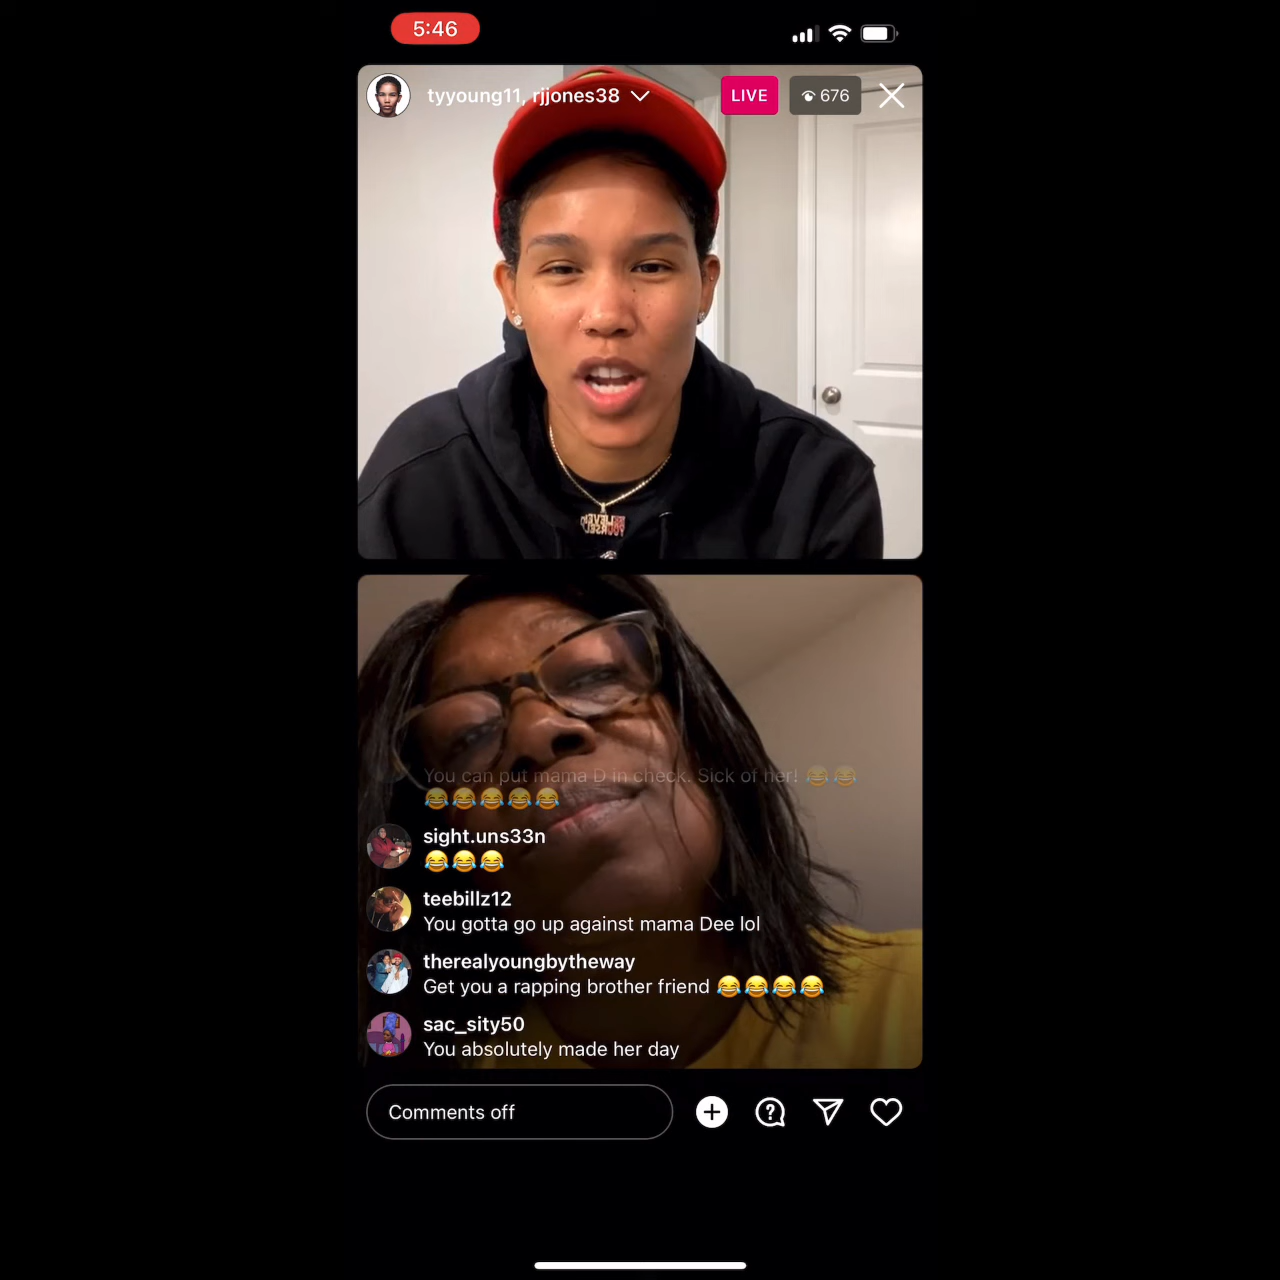 5:46
tyyoung11, rjjones38
LIVE
676
You can put mama D in check. Sick of her! 😂😂
😂😂😂😂😂
sight.uns33n
😂😂😂
teebillz12
You gotta go up against mama Dee lol
therealyoungbytheway
Get you a rapping brother friend 😂😂😂😂
sac_sity50
You absolutely made her day
Comments off